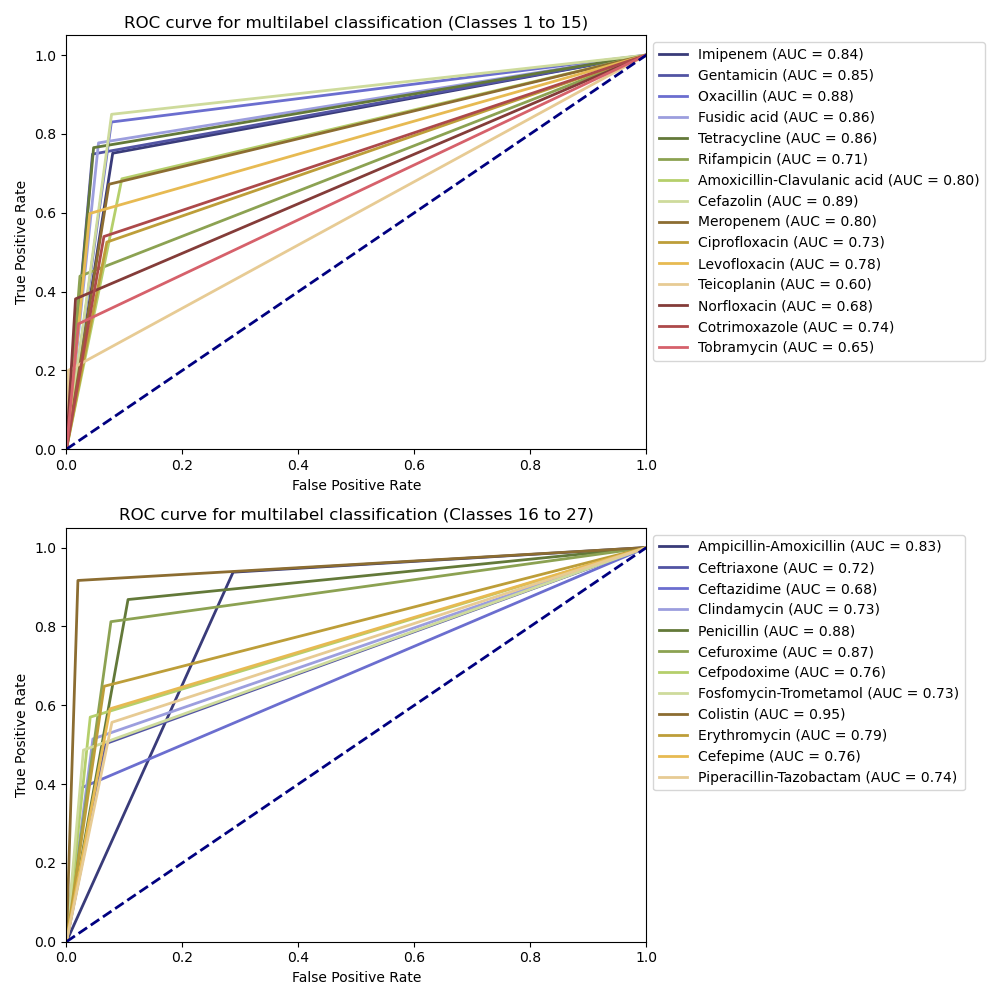 ROC curve for multilabel classification (Classes 1 to 15)
True Positive Rate
1.0
0.8
0.6
0.4
0.2
0.0
0.0 0.2 0.4 0.6 0.8 1.0
False Positive Rate
Imipenem (AUC = 0.84)
Gentamicin (AUC = 0.85)
Oxacillin (AUC = 0.88)
Fusidic acid (AUC = 0.86)
Tetracycline (AUC = 0.86)
Rifampicin (AUC = 0.71)
Amoxicillin-Clavulanic acid (AUC = 0.80)
Cefazolin (AUC = 0.89)
Meropenem (AUC = 0.80)
Ciprofloxacin (AUC = 0.73)
Levofloxacin (AUC = 0.78)
Teicoplanin (AUC = 0.60)
Norfloxacin (AUC = 0.68)
Cotrimoxazole (AUC = 0.74)
Tobramycin (AUC = 0.65)
ROC curve for multilabel classification (Classes 16 to 27)
True Positive Rate
1.0
0.8
0.6
0.4
0.2
0.0
0.0 0.2 0.4 0.6 0.8 1.0
False Positive Rate
Ampicillin-Amoxicillin (AUC = 0.83)
Ceftriaxone (AUC = 0.72)
Ceftazidime (AUC = 0.68)
Clindamycin (AUC = 0.73)
Penicillin (AUC = 0.88)
Cefuroxime (AUC = 0.87)
Cefpodoxime (AUC = 0.76)
Fosfomycin-Trometamol (AUC = 0.73)
Colistin (AUC = 0.95)
Erythromycin (AUC = 0.79)
Cefepime (AUC = 0.76)
Piperacillin-Tazobactam (AUC = 0.74)